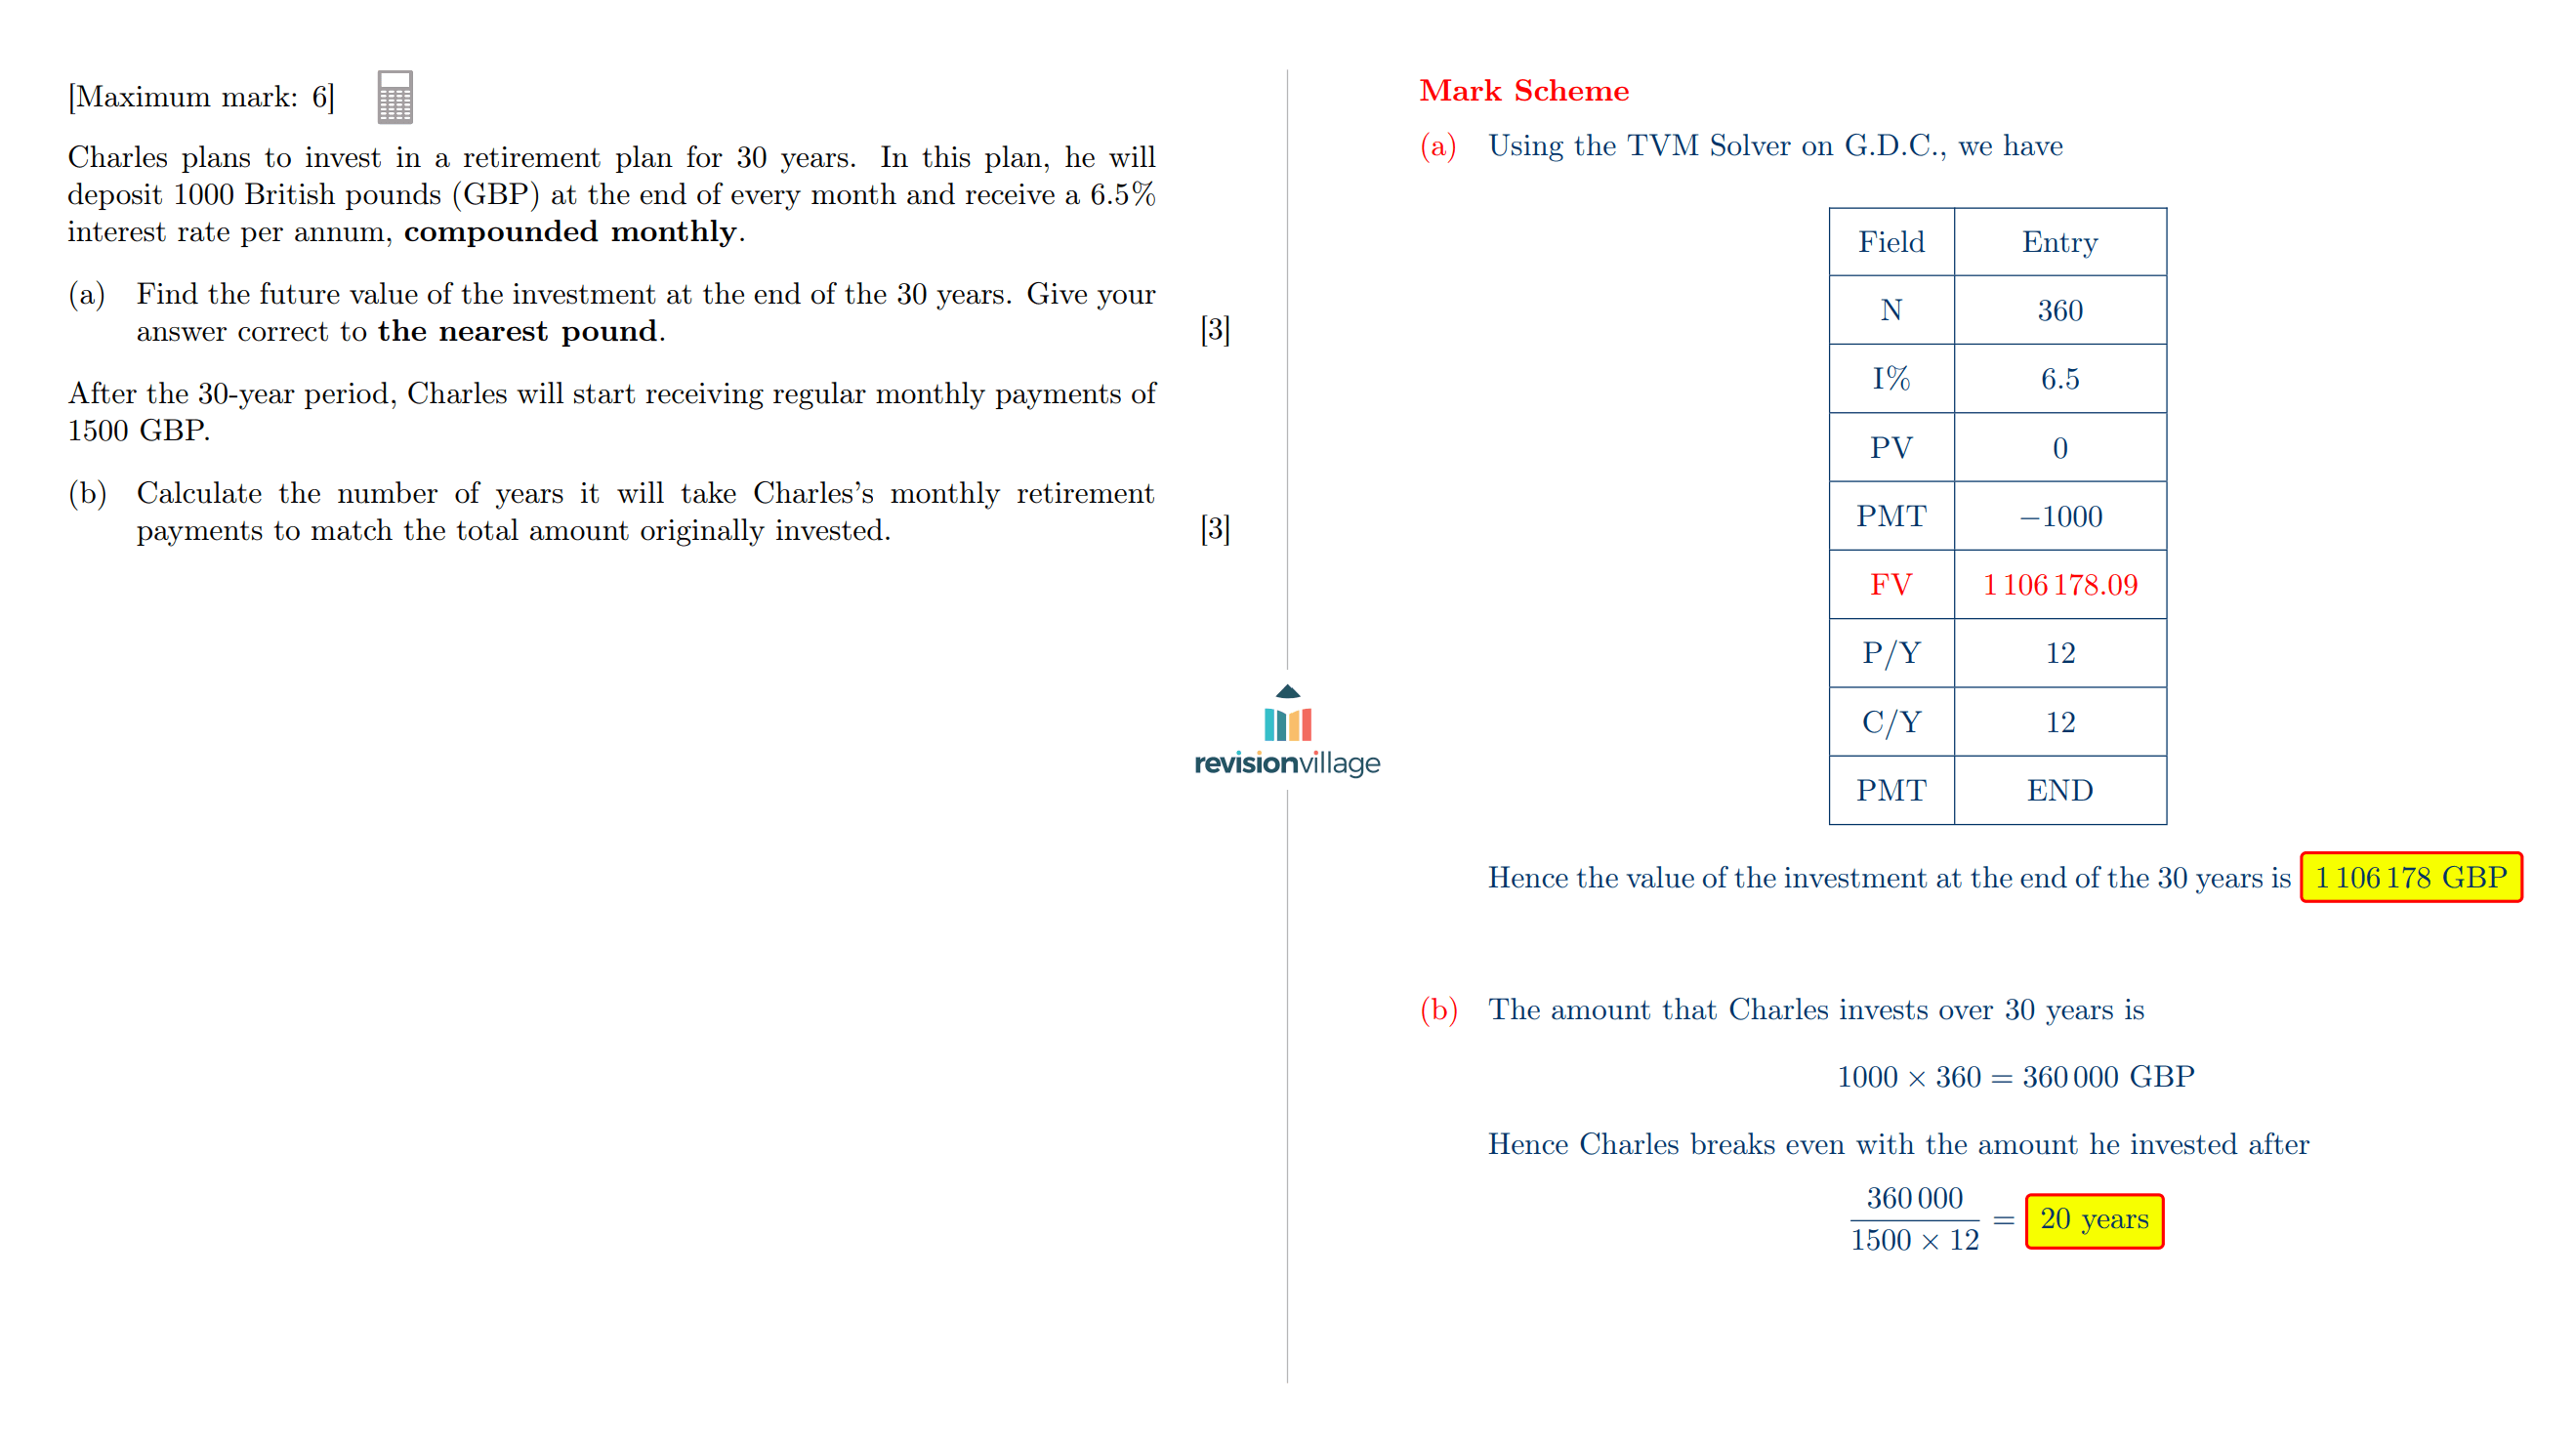 [Maximum mark: 6]
Charles plans to invest in a retirement plan for 30 years. In this plan, he will
deposit 1000 British pounds (GBP) at the end of every month and receive a 6.5%
interest rate per annum, compounded monthly.
(a) Find the future value of the investment at the end of the 30 years. Give your
answer correct to the nearest pound. [3]
After the 30-year period, Charles will start receiving regular monthly payments of
1500 GBP.
(b) Calculate the number of years it will take Charles's monthly retirement
payments to match the total amount originally invested. [3]
revisionvillage
Mark Scheme
(a) Using the TVM Solver on G.D.C., we have
Field Entry
N 360
I% 6.5
PV 0
PMT −1000
FV 1 106 178.09
P/Y 12
C/Y 12
PMT END
Hence the value of the investment at the end of the 30 years is 1 106 178 GBP
(b) The amount that Charles invests over 30 years is
1000 × 360 = 360 000 GBP
Hence Charles breaks even with the amount he invested after
360 000
1500 × 12
= 20 years